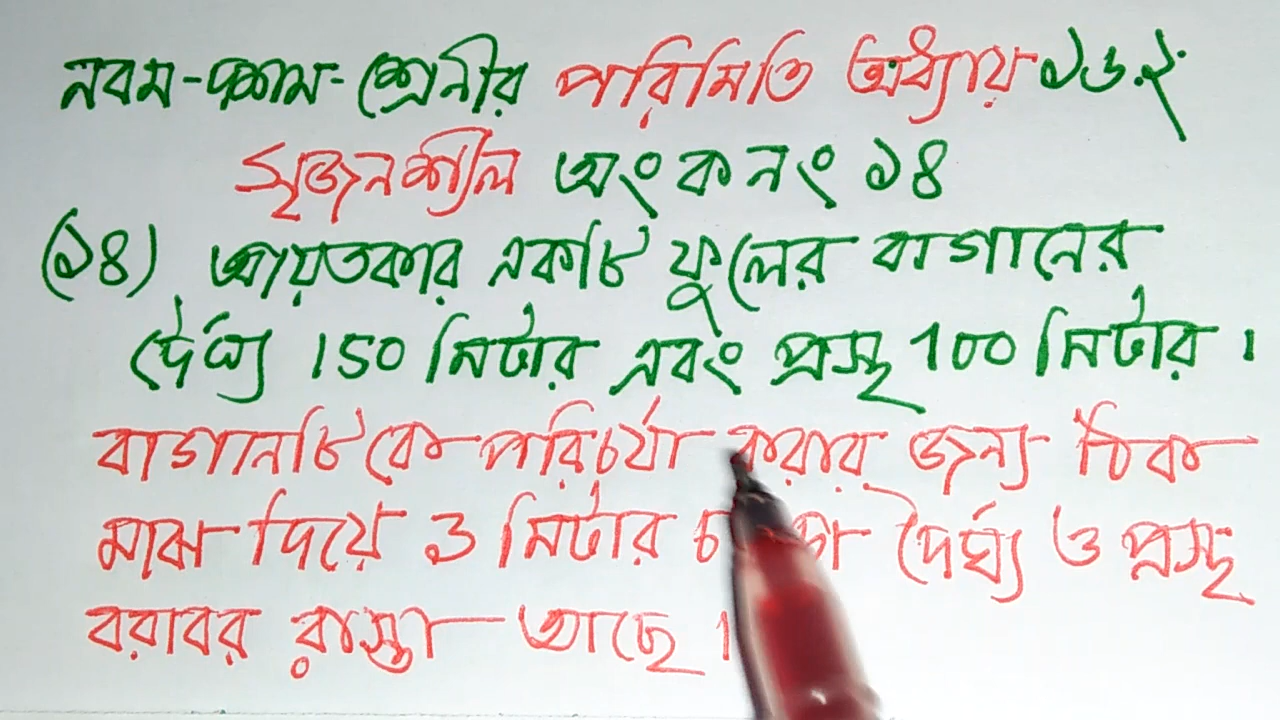 নবম-দশম-শ্রেনীর পরিমিতি অধ্যায় ১৬.২
সৃজনশীল অংক নং ১৪
(১৪) আয়তকার একটি ফুলের বাগানের
দৈর্ঘ্য 150 মিটার এবং প্রস্থ 100 মিটার।
বাগানটিকে পরিচর্যা করার জন্য ঠিক
মাঝ দিয়ে 3 মিটার দৈর্ঘ্য ও প্রস্থ
বরাবর রাস্তা আছে।